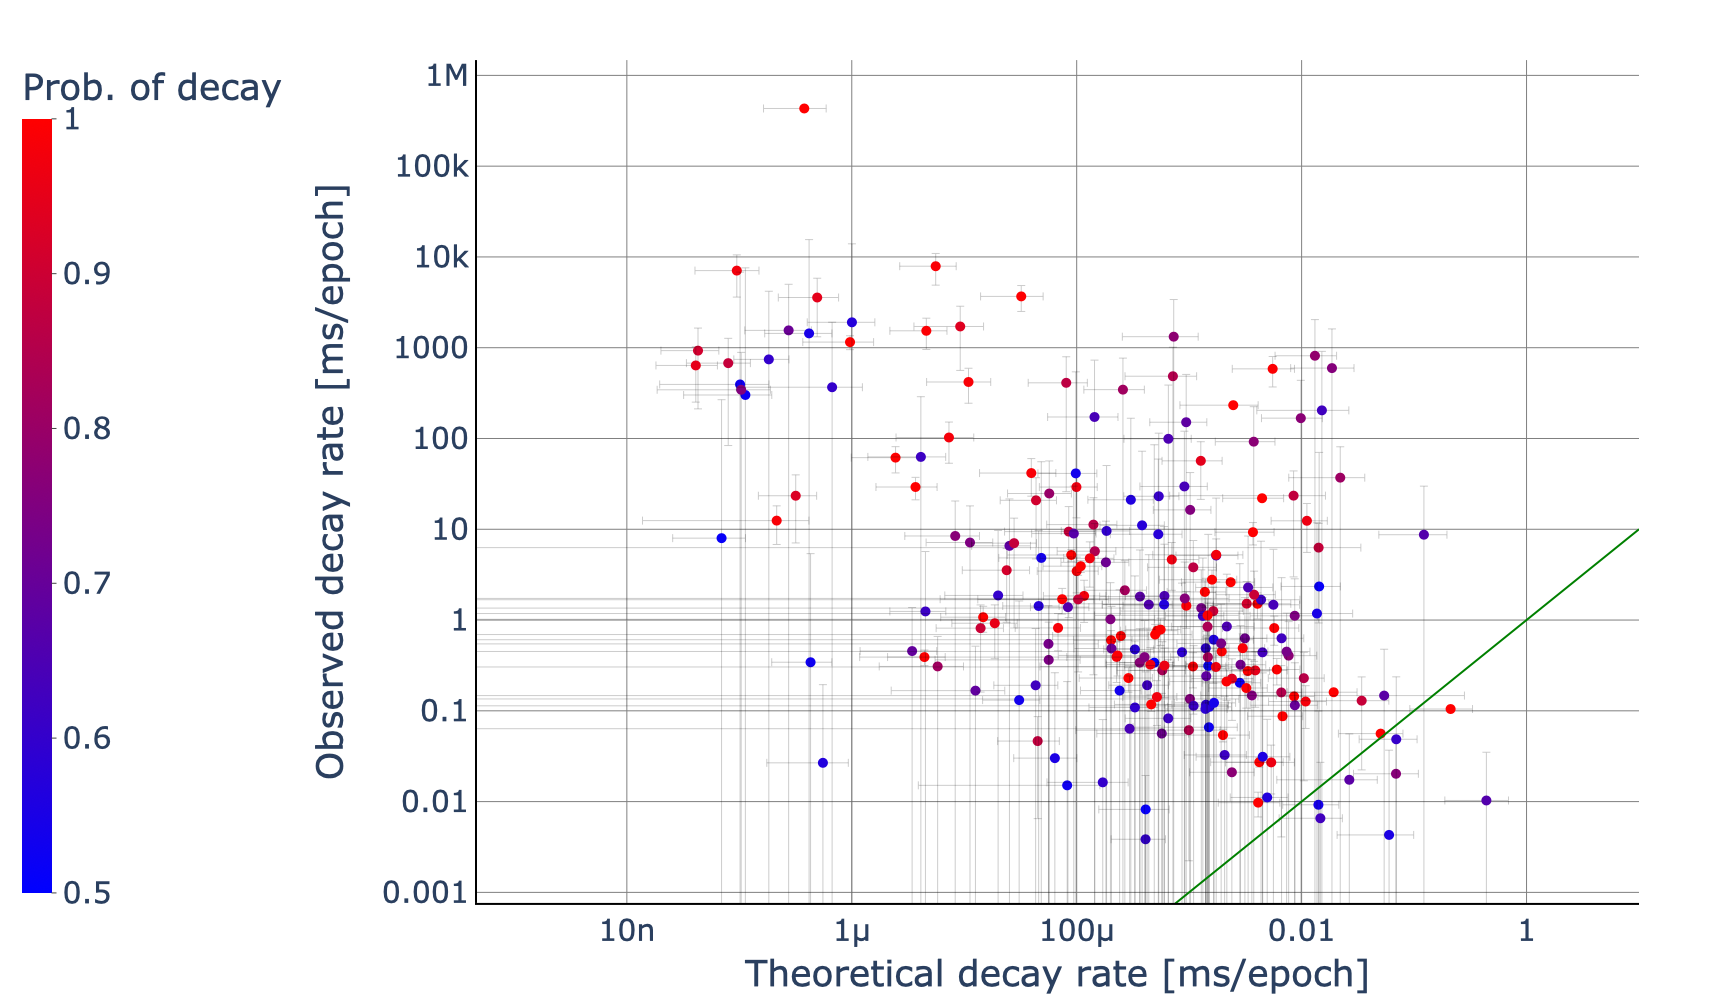 Prob. of decay
1
0.9
0.8
0.7
0.6
0.5
Observed decay rate [ms/epoch]
1M
100k
10k
1000
100
10
1
0.1
0.01
0.001
10n 1μ 100μ 0.01 1
Theoretical decay rate [ms/epoch]